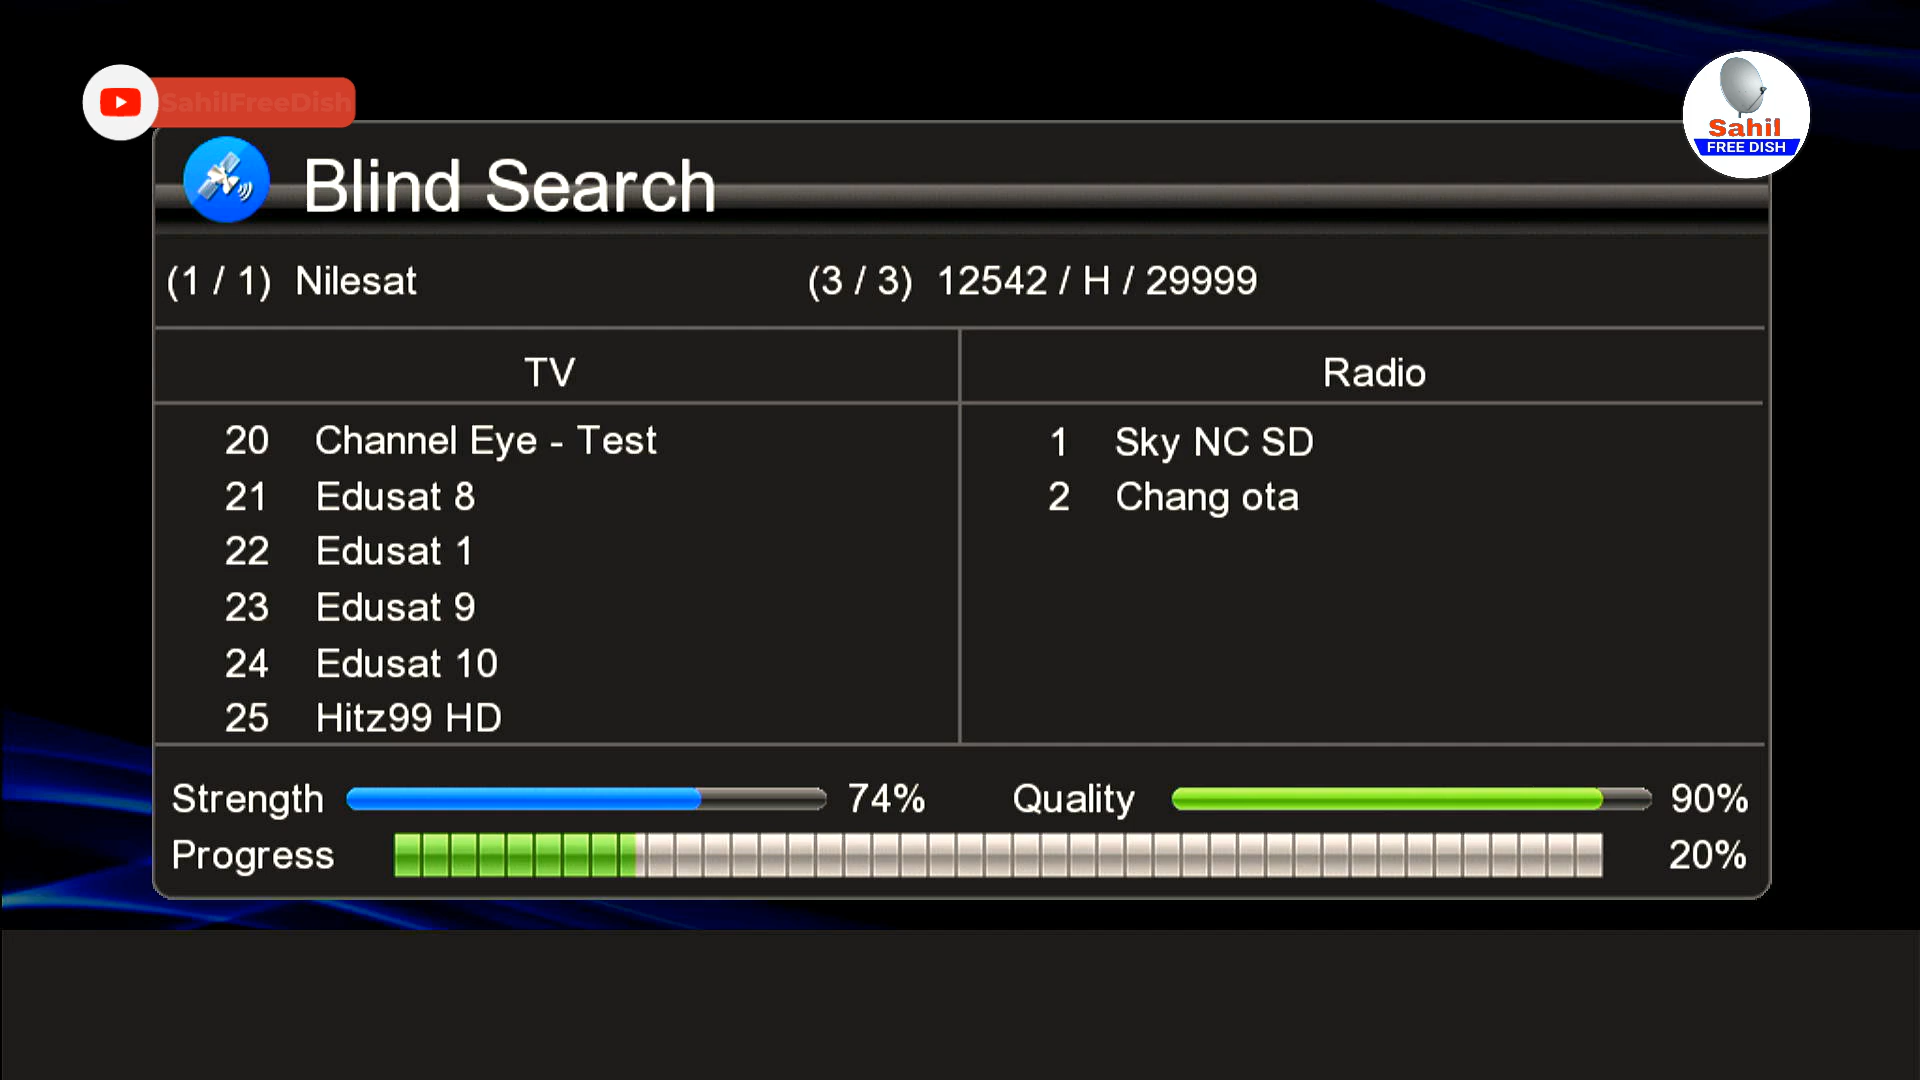 SahilFreeDish
Sahil
FREE DISH
Blind Search
(1 / 1) Nilesat (3 / 3) 12542 / H / 29999
TV Radio
20 Channel Eye - Test 1 Sky NC SD
21 Edusat 8 2 Chang ota
22 Edusat 1
23 Edusat 9
24 Edusat 10
25 Hitz99 HD
Strength 74% Quality 90%
Progress 20%